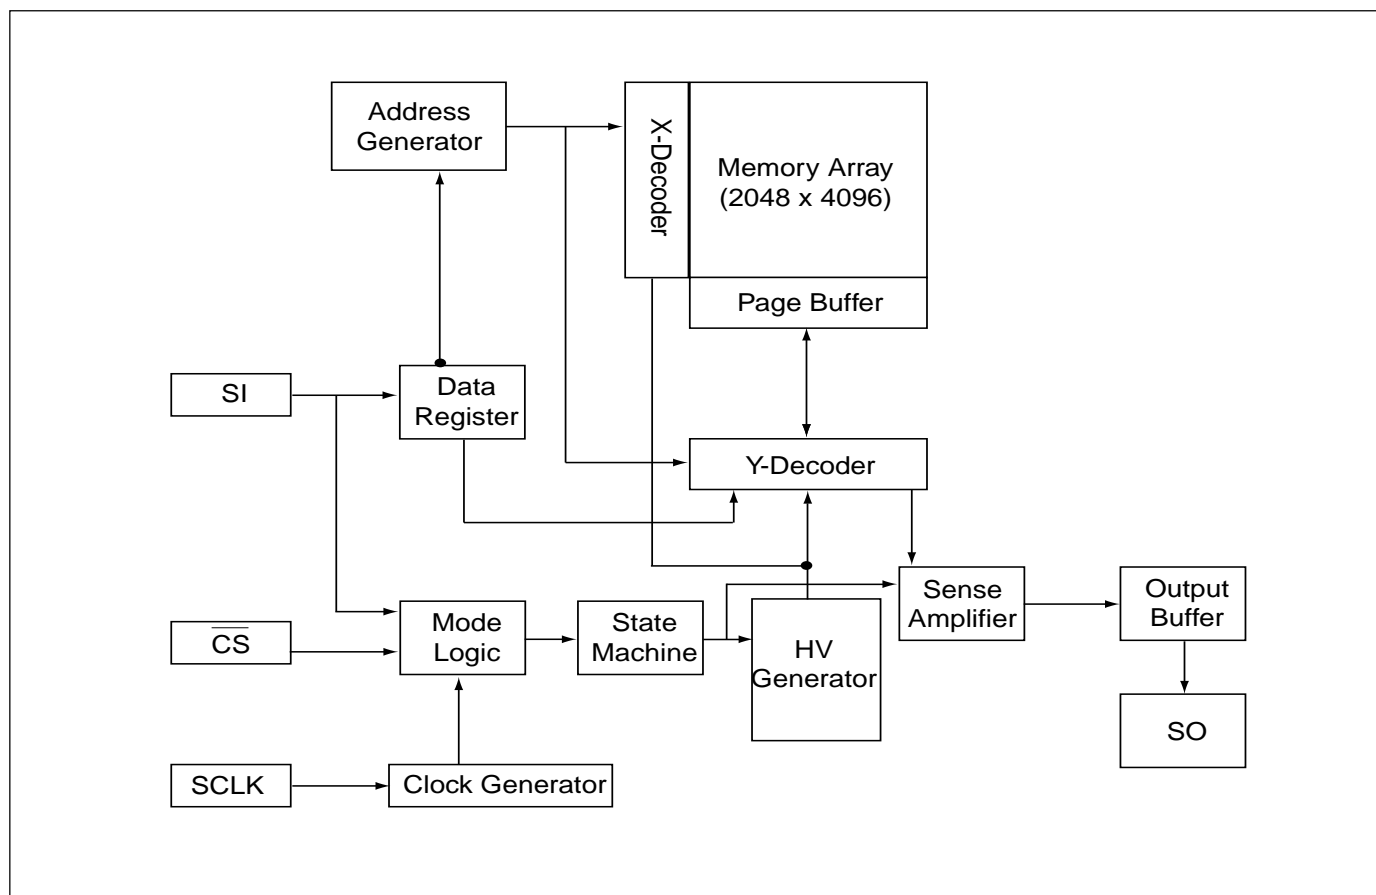 Address
Generator
X-Decoder
Memory Array
(2048 x 4096)
Page Buffer
SI
Data
Register
Y-Decoder
Sense
Amplifier
Output
Buffer
CS
Mode
Logic
State
Machine
HV
Generator
SO
SCLK
Clock Generator